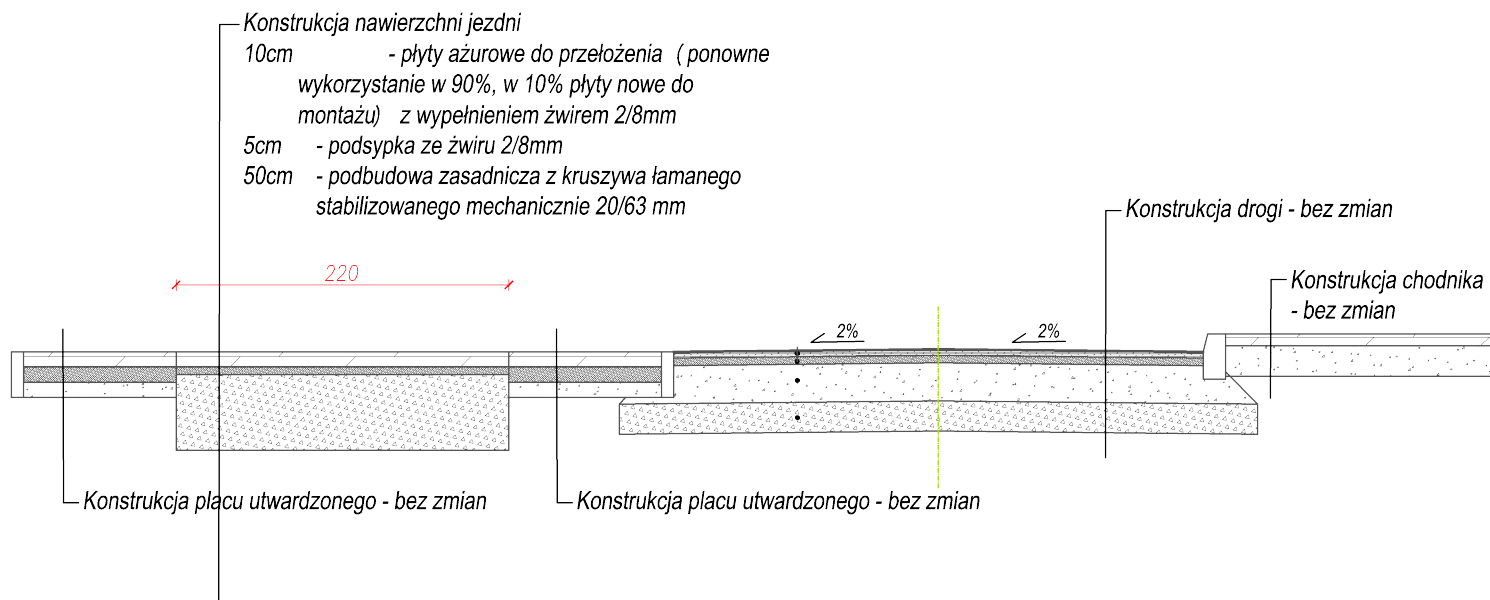 Konstrukcja nawierzchni jezdni
10cm - płyty ażurowe do przełożenia ( ponowne
wykorzystanie w 90%, w 10% płyty nowe do
montażu) z wypełnieniem żwirem 2/8mm
5cm - podsypka ze żwiru 2/8mm
50cm - podbudowa zasadnicza z kruszywa łamanego
stabilizowanego mechanicznie 20/63 mm
Konstrukcja drogi - bez zmian
220
Konstrukcja chodnika
- bez zmian
2%
2%
Konstrukcja placu utwardzonego - bez zmian
Konstrukcja placu utwardzonego - bez zmian